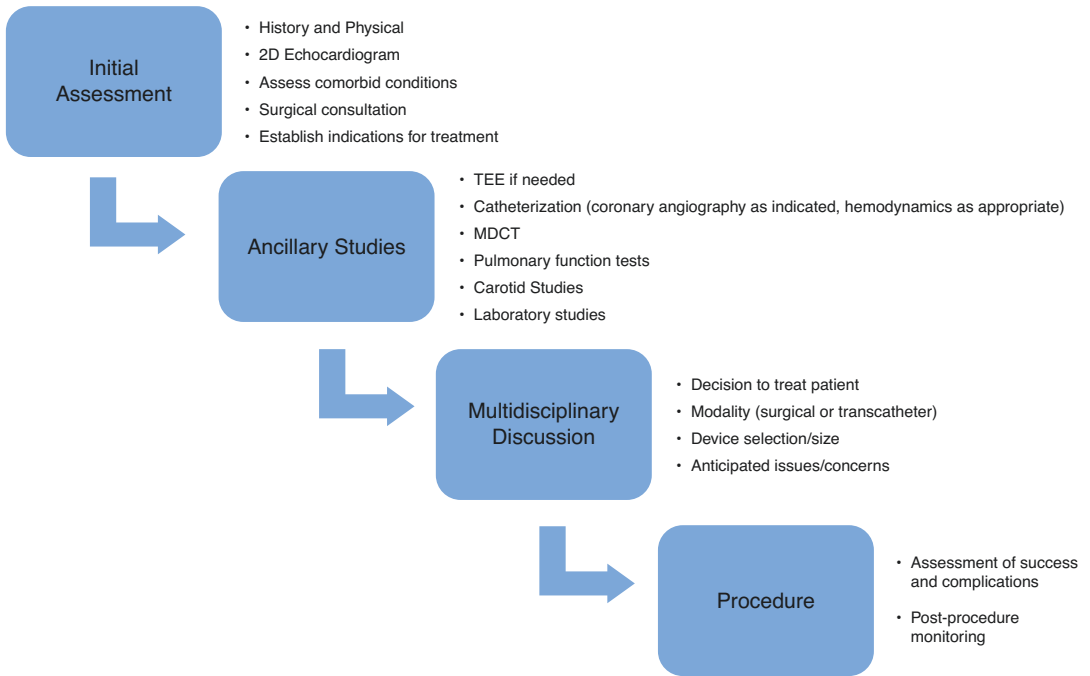 Initial
Assessment
• History and Physical
• 2D Echocardiogram
• Assess comorbid conditions
• Surgical consultation
• Establish indications for treatment
Ancillary Studies
• TEE if needed
• Catheterization (coronary angiography as indicated, hemodynamics as appropriate)
• MDCT
• Pulmonary function tests
• Carotid Studies
• Laboratory studies
Multidisciplinary
Discussion
• Decision to treat patient
• Modality (surgical or transcatheter)
• Device selection/size
• Anticipated issues/concerns
Procedure
• Assessment of success
and complications
• Post-procedure
monitoring